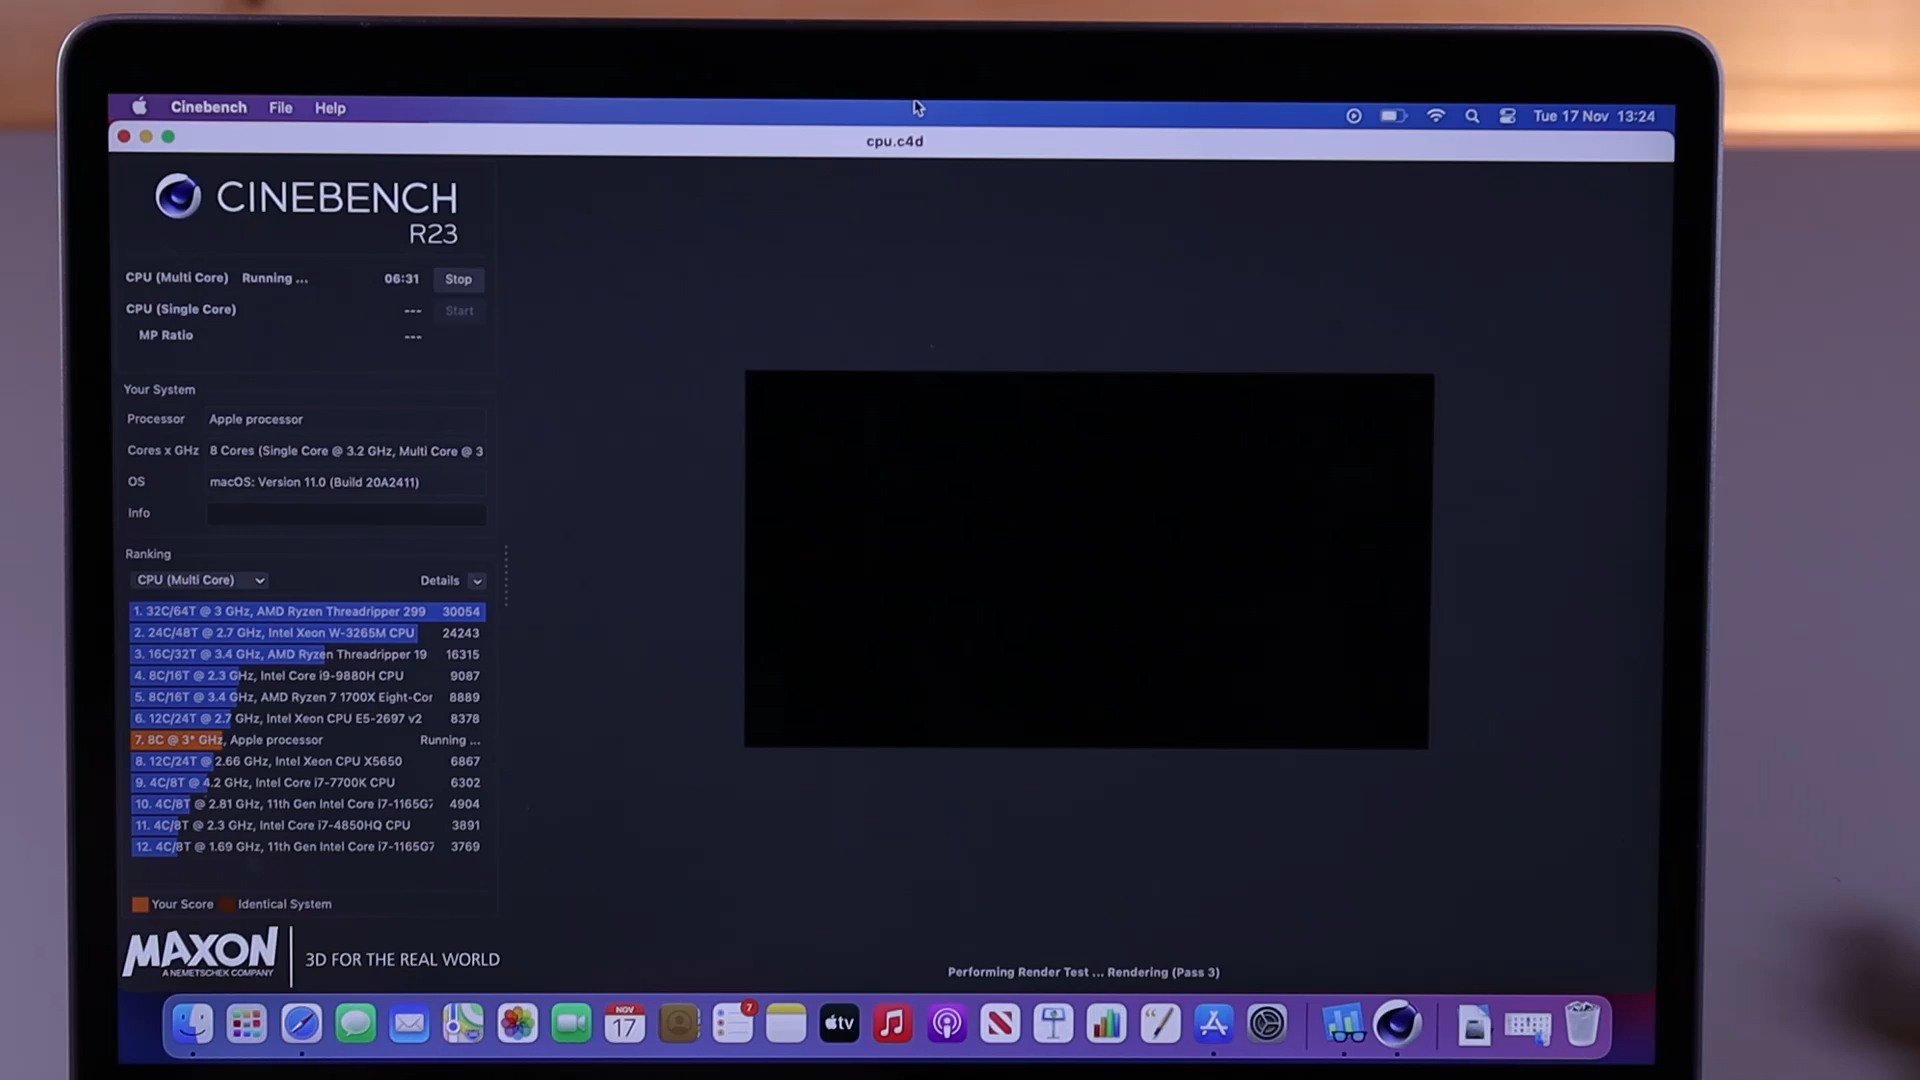 Cinebench File Help
Tue 17 Nov 13:24
cpu.c4d
CINEBENCH
R23
CPU (Multi Core) Running ... 06:31 Stop
CPU (Single Core) --- Start
MP Ratio ---
Your System
Processor Apple processor
Cores x GHz 8 Cores (Single Core @ 3.2 GHz, Multi Core @ 3
OS macOS: Version 11.0 (Build 20A2411)
Info
Ranking
CPU (Multi Core) Details
1. 32C/64T @ 3 GHz, AMD Ryzen Threadripper 299 30054
2. 24C/48T @ 2.7 GHz, Intel Xeon W-3265M CPU 24243
3. 16C/32T @ 3.4 GHz, AMD Ryzen Threadripper 19 16315
4. 8C/16T @ 2.3 GHz, Intel Core i9-9880H CPU 9087
5. 8C/16T @ 3.4 GHz, AMD Ryzen 7 1700X Eight-Cor 8889
6. 12C/24T @ 2.7 GHz, Intel Xeon CPU E5-2697 v2 8378
7. 8C @ 3* GHz, Apple processor Running ...
8. 12C/24T @ 2.66 GHz, Intel Xeon CPU X5650 6867
9. 4C/8T @ 4.2 GHz, Intel Core i7-7700K CPU 6302
10. 4C/8T @ 2.81 GHz, 11th Gen Intel Core i7-1165G7 4904
11. 4C/8T @ 2.3 GHz, Intel Core i7-4850HQ CPU 3891
12. 4C/8T @ 1.69 GHz, 11th Gen Intel Core i7-1165G7 3769
Your Score Identical System
MAXON
A NEMETSCHEK COMPANY
3D FOR THE REAL WORLD
Performing Render Test ... Rendering (Pass 3)
NOV
17
7
tv